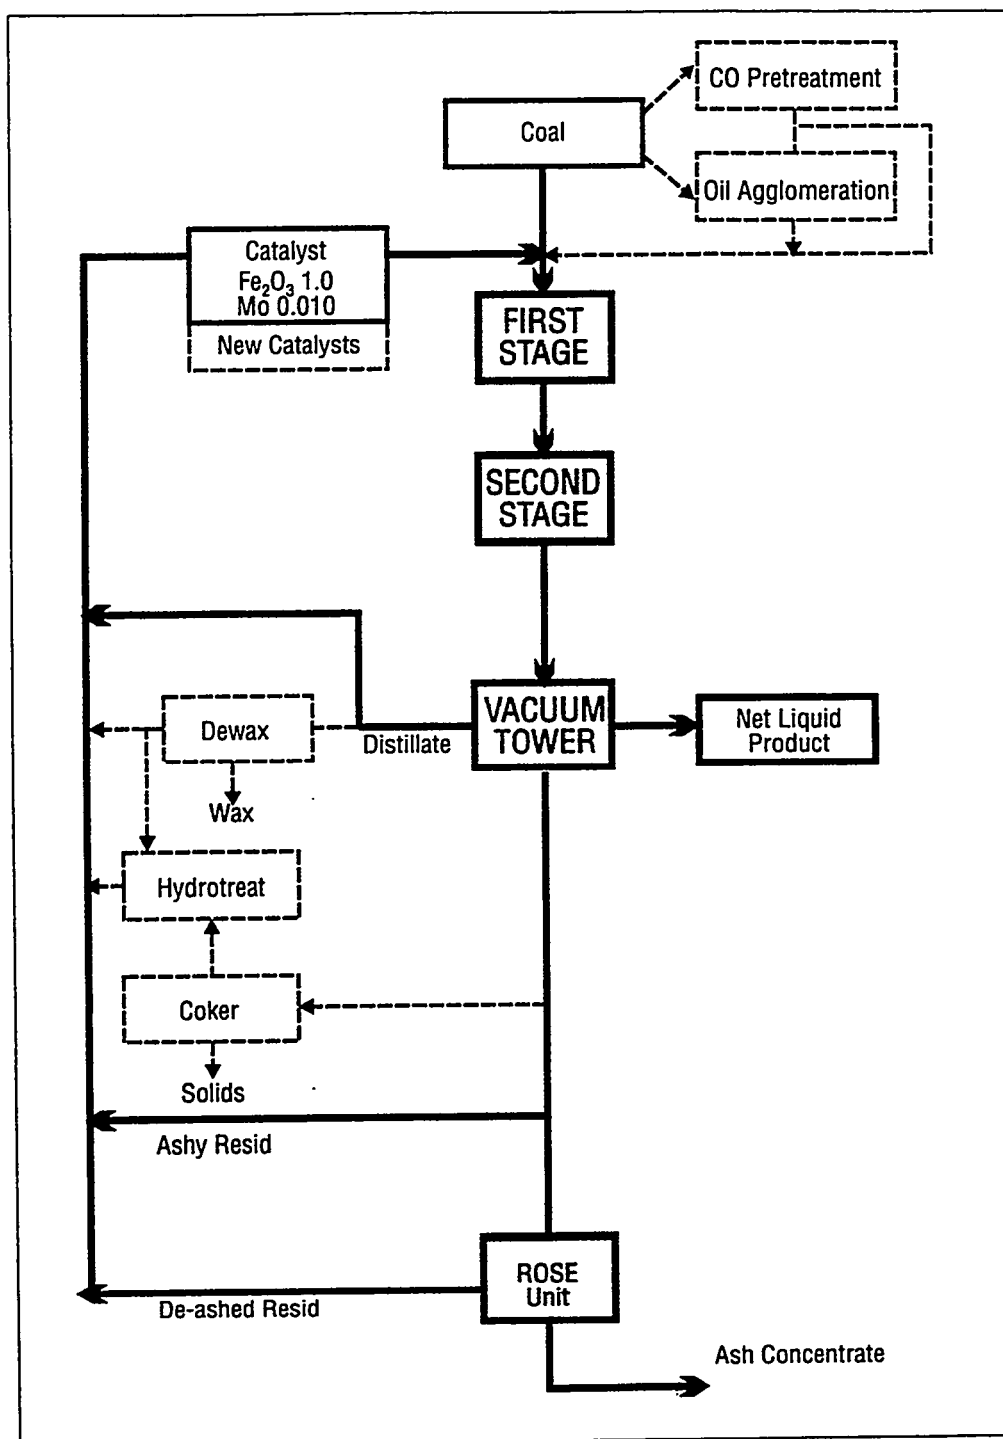 CO Pretreatment
Coal
Oil Agglomeration
Catalyst
Fe₂O₃ 1.0
Mo 0.010
New Catalysts
FIRST
STAGE
SECOND
STAGE
VACUUM
TOWER
Net Liquid
Product
Dewax
Distillate
Wax
Hydrotreat
Coker
Solids
Ashy Resid
ROSE
Unit
De-ashed Resid
Ash Concentrate